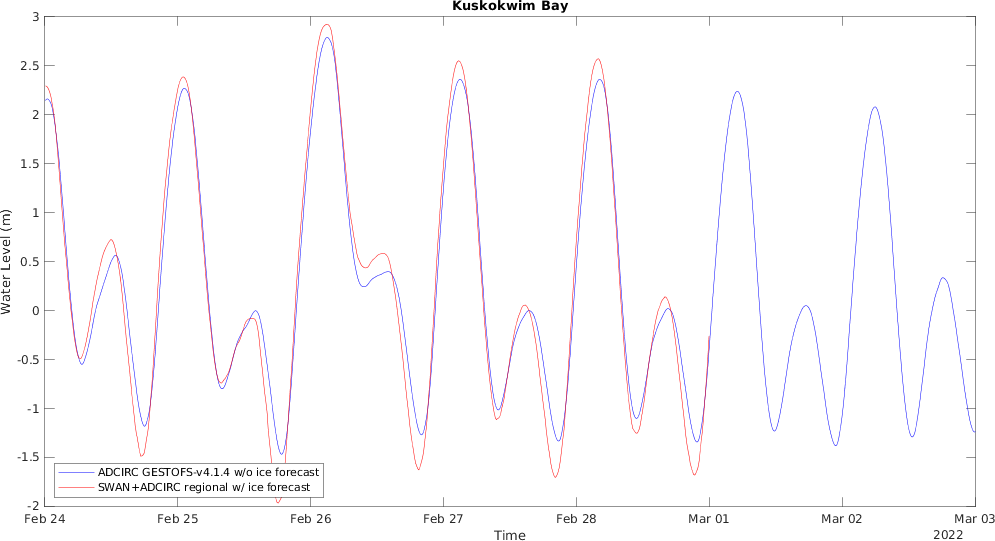 Kuskokwim Bay
3
2.5
2
1.5
1
0.5
0
-0.5
-1
-1.5
-2
Water Level (m)
ADCIRC GESTOFS-v4.1.4 w/o ice forecast
SWAN+ADCIRC regional w/ ice forecast
Feb 24 Feb 25 Feb 26 Feb 27 Feb 28 Mar 01 Mar 02 Mar 03
Time 2022